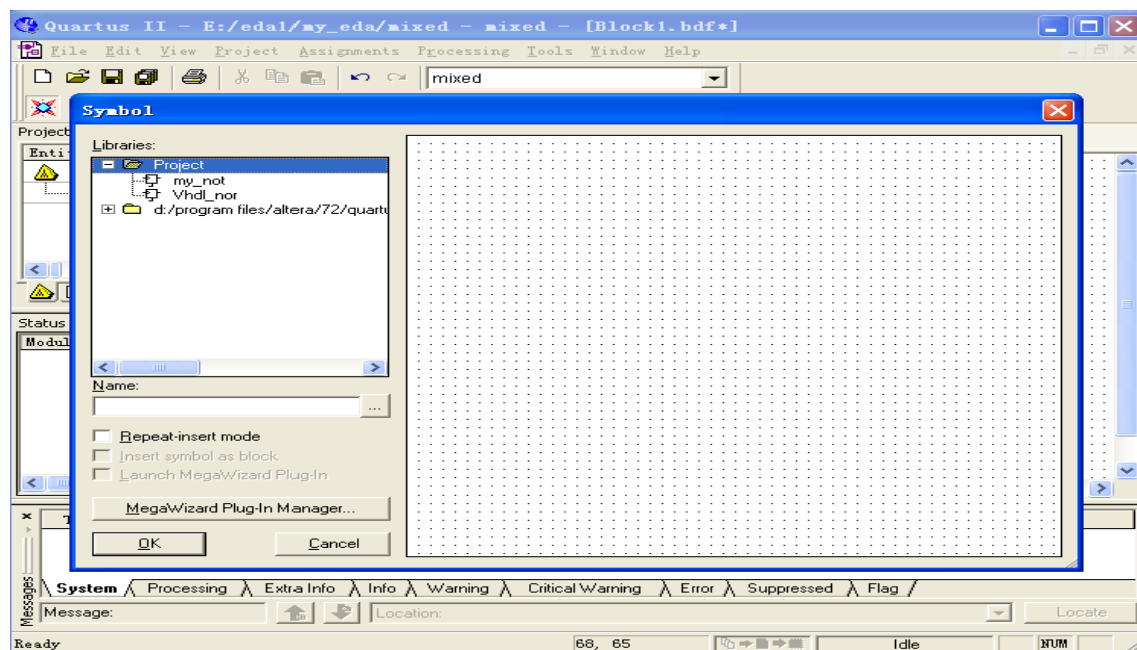 Quartus II - E:/eda1/my_eda/mixed - mixed - [Block1.bdf*]
File Edit View Project Assignments Processing Tools Window Help
mixed
Symbol
Project
Enti
Libraries:
Project
my_not
Vhdl_nor
d:/program files/altera/72/quartu
Status
Modul
Name:
...
Repeat-insert mode
Insert symbol as block
Launch MegaWizard Plug-In
MegaWizard Plug-In Manager...
OK Cancel
Messages
System Processing Extra Info Info Warning Critical Warning Error Suppressed Flag
Message: Location: Locate
Ready 68, 65 Idle NUM